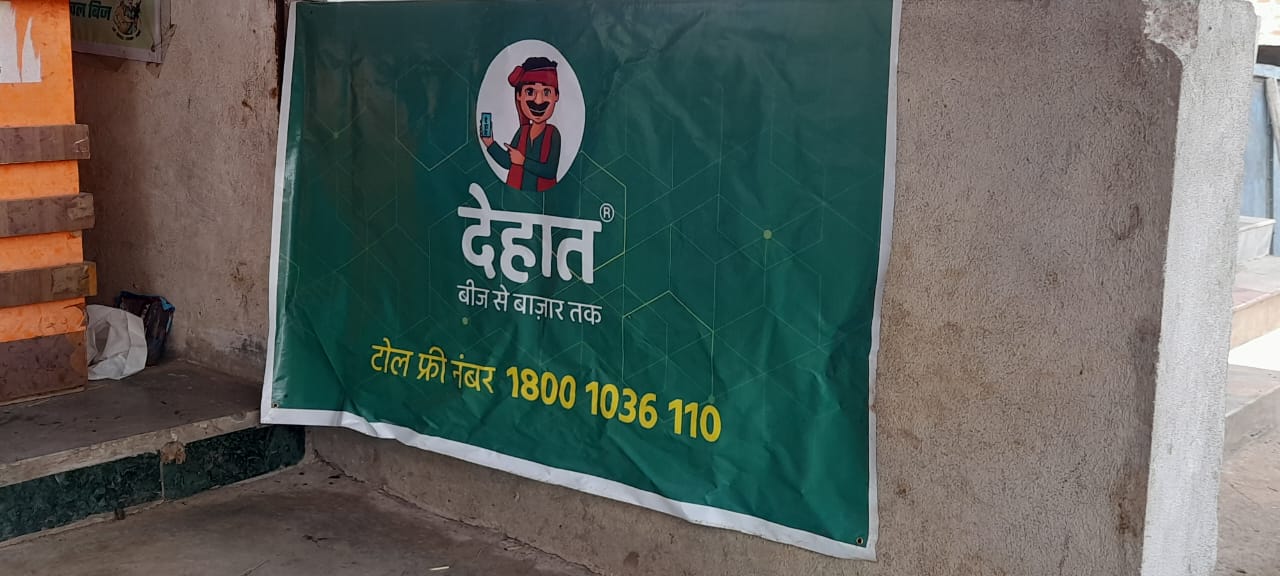 देहात®
बीज से बाज़ार तक
टोल फ्री नंबर 1800 1036 110